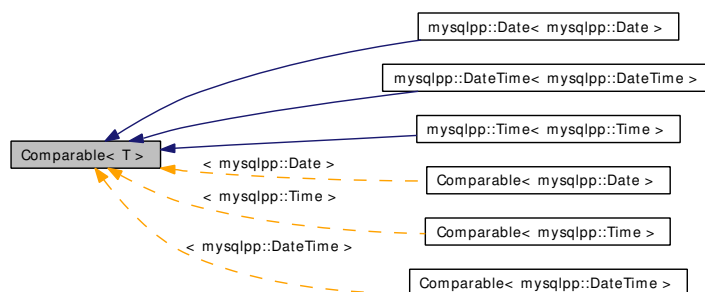 mysqlpp::Date< mysqlpp::Date >
mysqlpp::DateTime< mysqlpp::DateTime >
mysqlpp::Time< mysqlpp::Time >
Comparable< T >
< mysqlpp::Date >
Comparable< mysqlpp::Date >
< mysqlpp::Time >
Comparable< mysqlpp::Time >
< mysqlpp::DateTime >
Comparable< mysqlpp::DateTime >